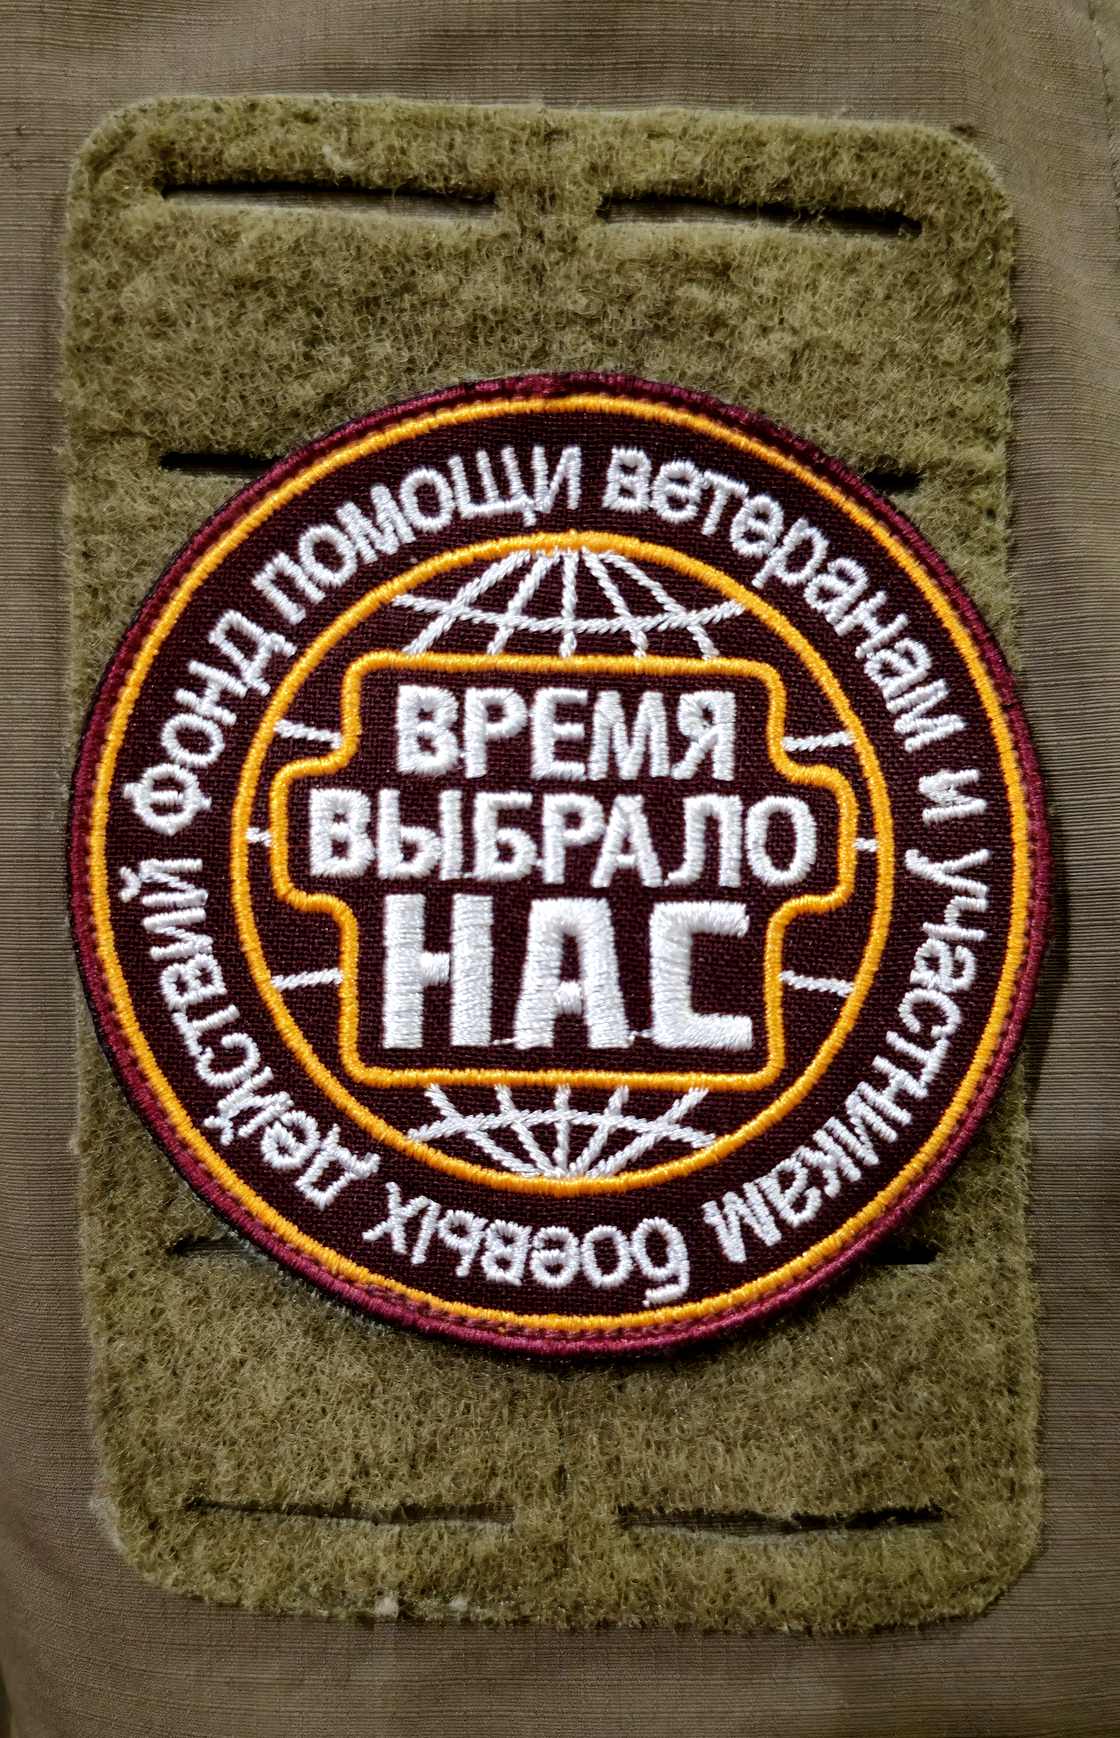 Фонд помощи ветеранам и участникам боевых действий
ВРЕМЯ
ВЫБРАЛО
НАС